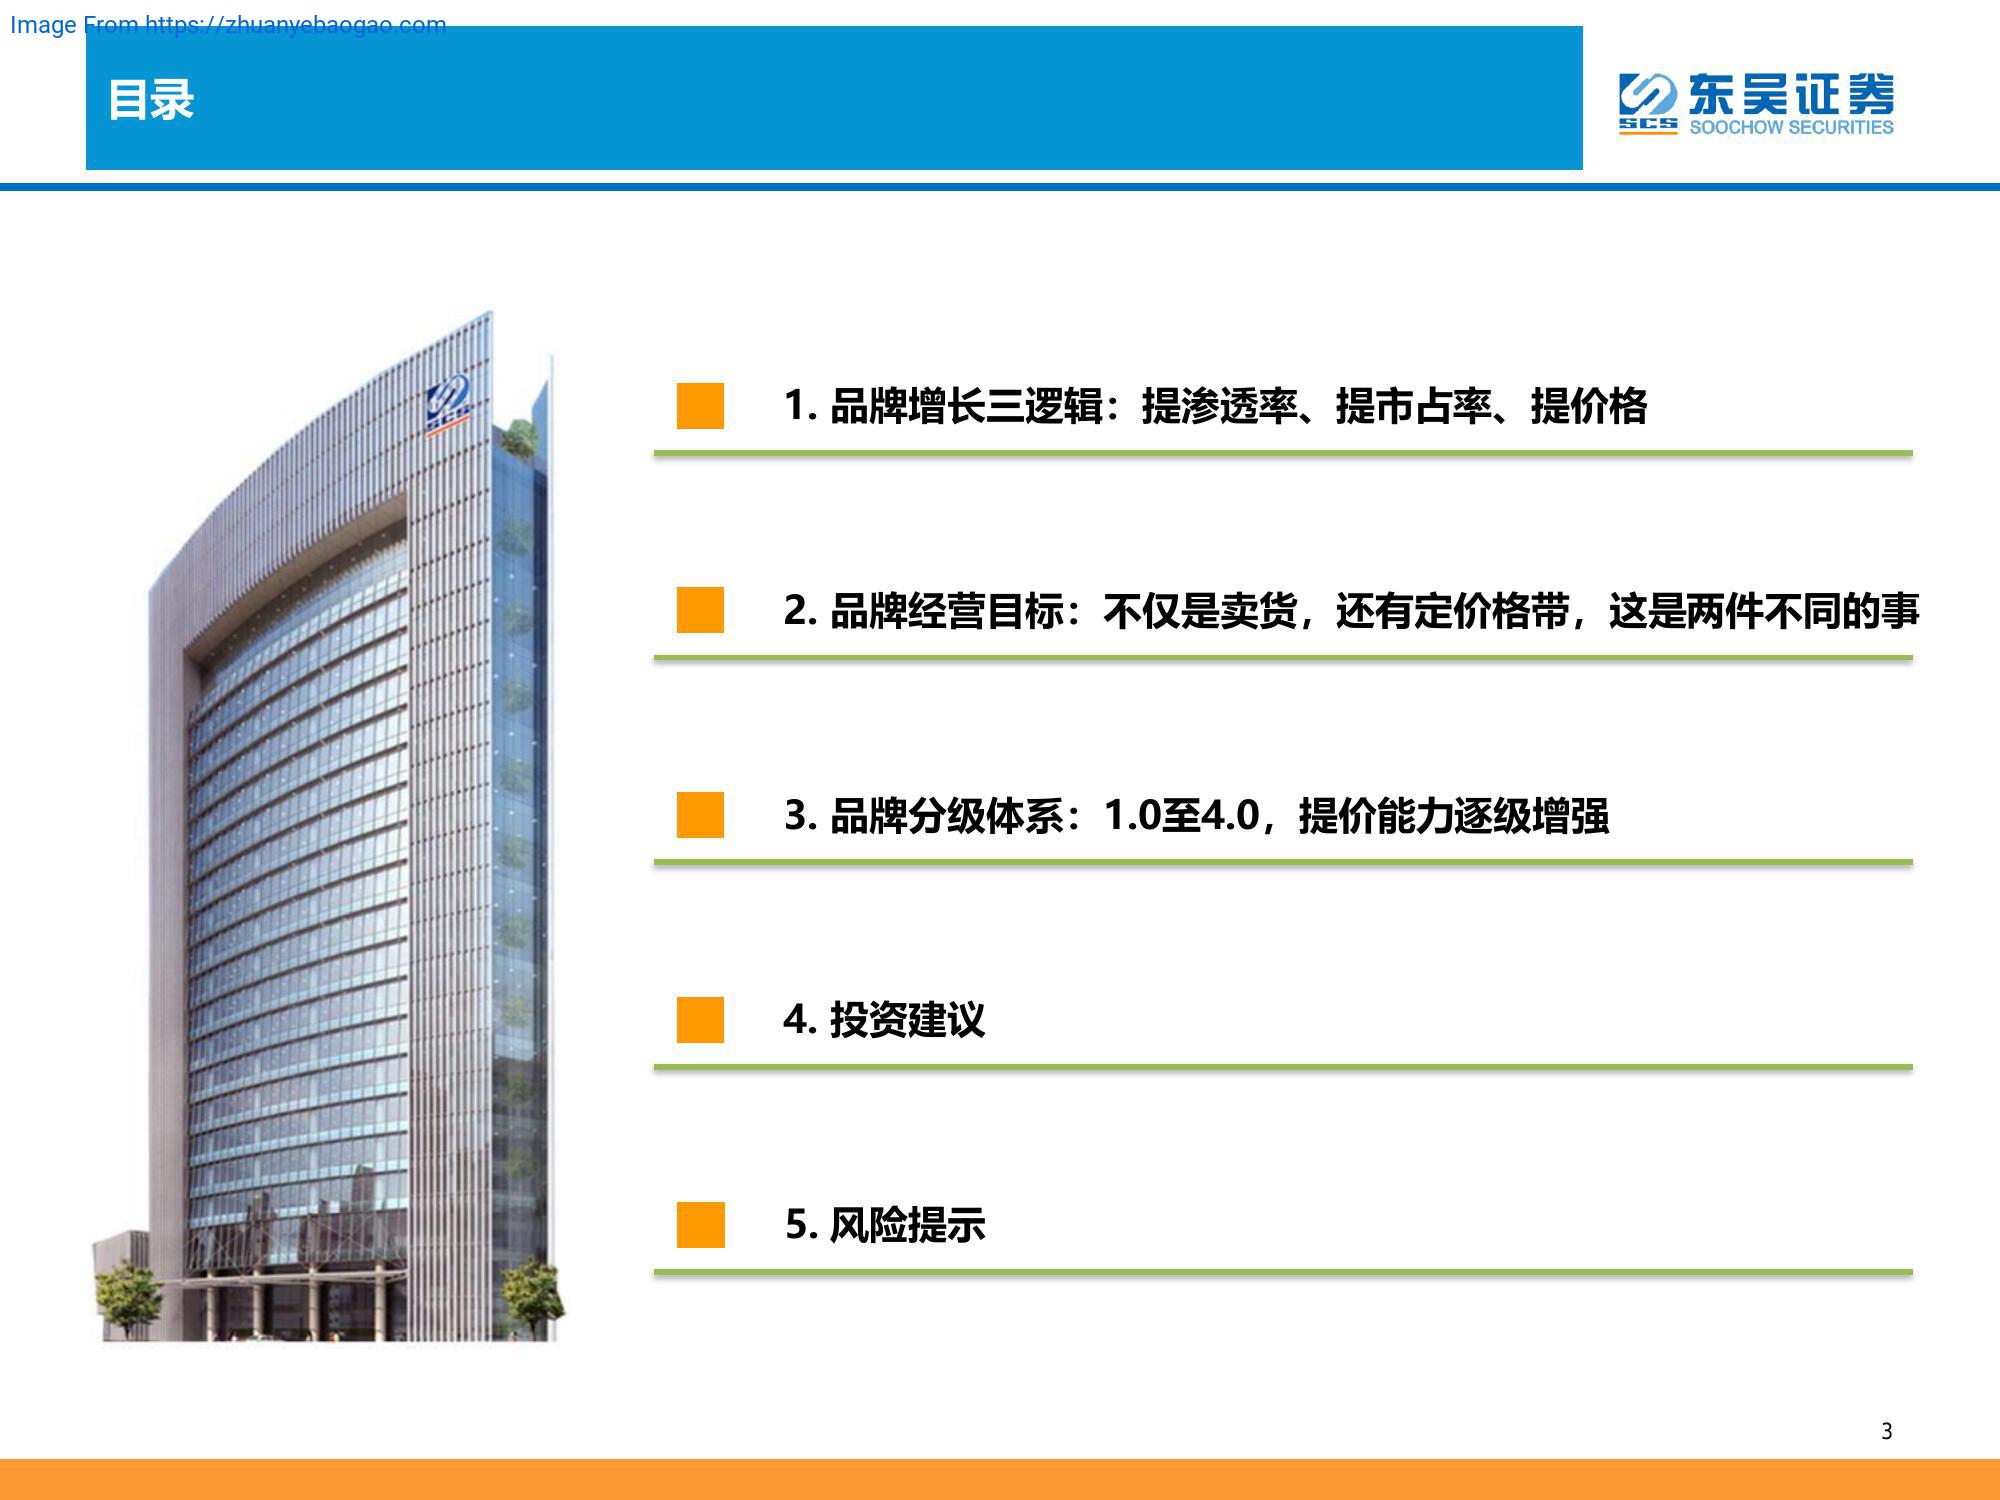 Image From https://zhuanyebaogao.com
目录
东吴证券
SCS
SOOCHOW SECURITIES
SCS
1. 品牌增长三逻辑：提渗透率、提市占率、提价格
2. 品牌经营目标：不仅是卖货，还有定价格带，这是两件不同的事
3. 品牌分级体系：1.0至4.0，提价能力逐级增强
4. 投资建议
5. 风险提示
3